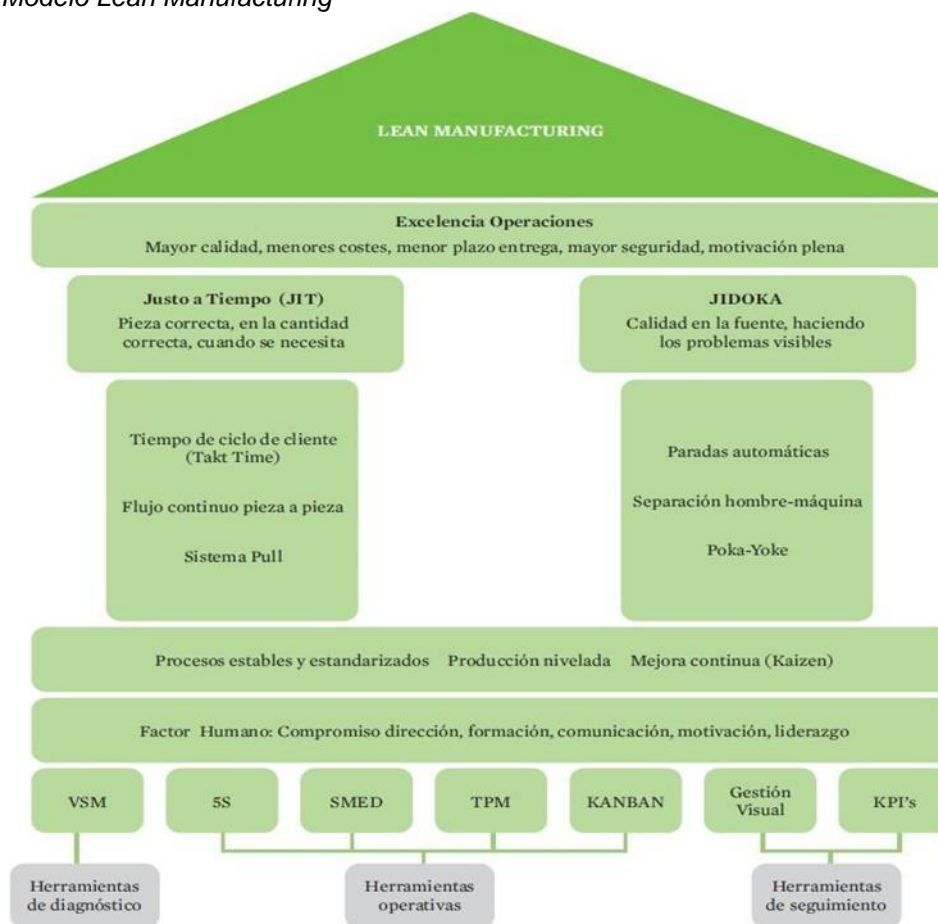 Modelo Lean Manufacturing
LEAN MANUFACTURING
Excelencia Operaciones
Mayor calidad, menores costes, menor plazo entrega, mayor seguridad, motivación plena
Justo a Tiempo (JIT)
Pieza correcta, en la cantidad
correcta, cuando se necesita
JIDOKA
Calidad en la fuente, haciendo
los problemas visibles
Tiempo de ciclo de cliente
(Takt Time)
Flujo continuo pieza a pieza
Sistema Pull
Paradas automáticas
Separación hombre-máquina
Poka-Yoke
Procesos estables y estandarizados Producción nivelada Mejora continua (Kaizen)
Factor Humano: Compromiso dirección, formación, comunicación, motivación, liderazgo
VSM
5S
SMED
TPM
KANBAN
Gestión
Visual
KPI's
Herramientas
de diagnóstico
Herramientas
operativas
Herramientas
de seguimiento